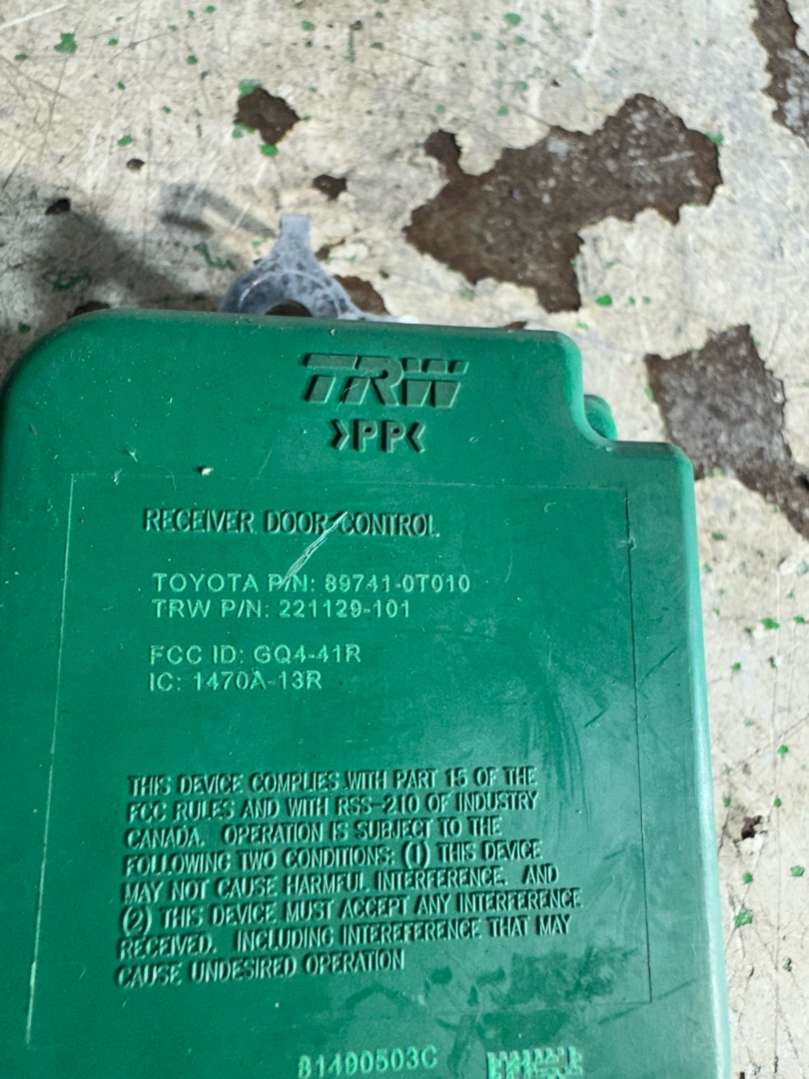 TRW
>PP<
RECEIVER DOOR CONTROL
TOYOTA P/N: 89741-0T010
TRW P/N: 221129-101
FCC ID: GQ4-41R
IC: 1470A-13R
THIS DEVICE COMPLIES WITH PART 15 OF THE
FCC RULES AND WITH RSS-210 OF INDUSTRY
CANADA. OPERATION IS SUBJECT TO THE
FOLLOWING TWO CONDITIONS: (1) THIS DEVICE
MAY NOT CAUSE HARMFUL INTERFERENCE, AND
(2) THIS DEVICE MUST ACCEPT ANY INTERFERENCE
RECEIVED, INCLUDING INTEREFERENCE THAT MAY
CAUSE UNDESIRED OPERATION
81490503C